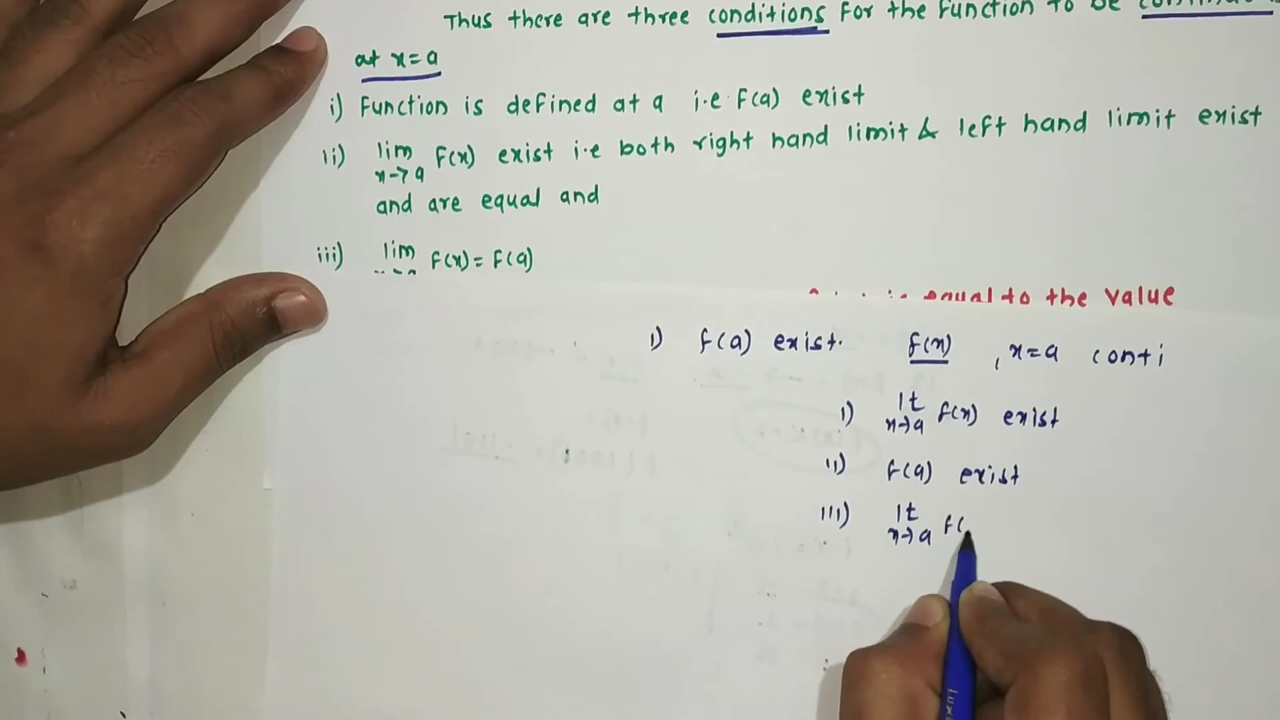 Thus there are three conditions for the function to be
at x=a
i) Function is defined at a i.e f(a) exist
ii) lim x→a f(x) exist i.e both right hand limit & left hand limit exist
and are equal and
iii) lim f(x) = f(a)
is equal to the value
i) f(a) exist. f(x) , x=a conti
i) lt x→a f(x) exist
ii) f(a) exist
iii) lt x→a f(